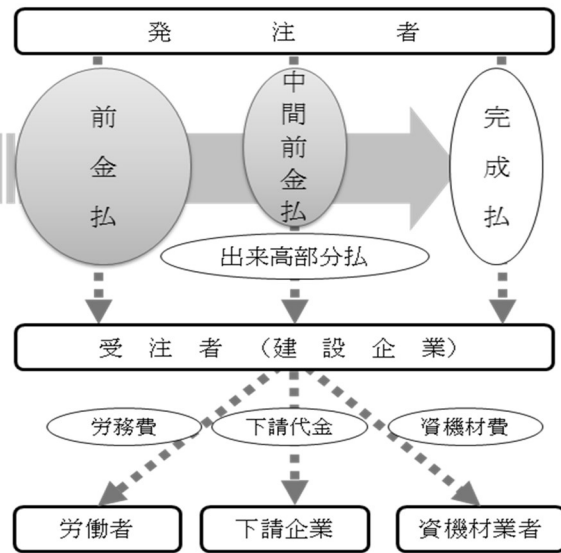 発注者
前金払
中間前金払
完成払
出来高部分払
受注者（建設企業）
労務費
下請代金
資機材費
労働者
下請企業
資機材業者